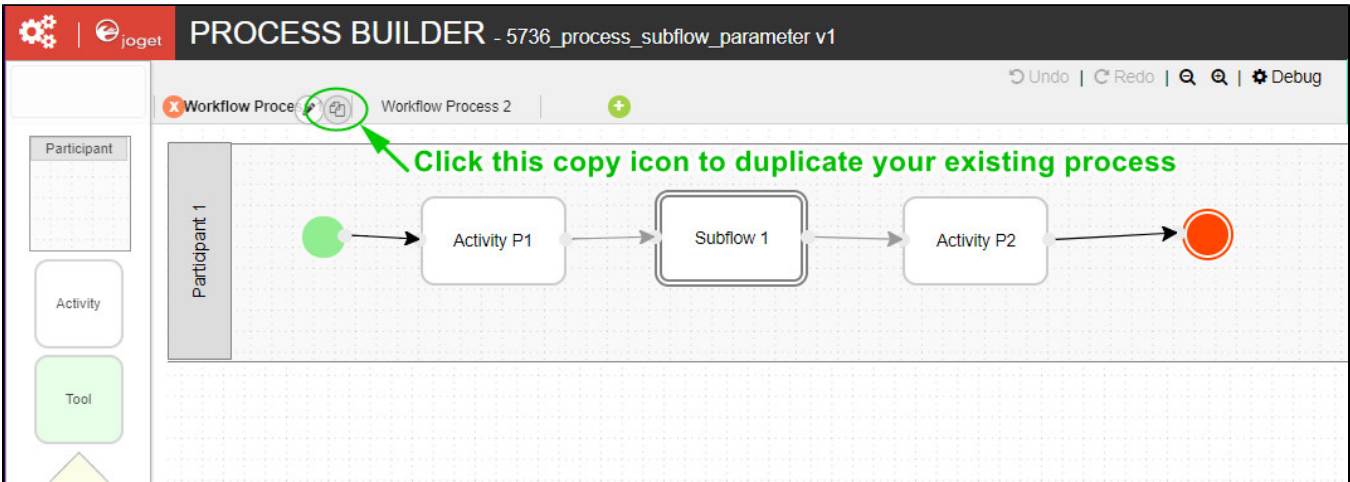 joget PROCESS BUILDER - 5736_process_subflow_parameter v1
Undo | Redo | | Debug
x Workflow Proce Workflow Process 2 +
Participant
Click this copy icon to duplicate your existing process
Participant 1
Activity P1
Subflow 1
Activity P2
Activity
Tool